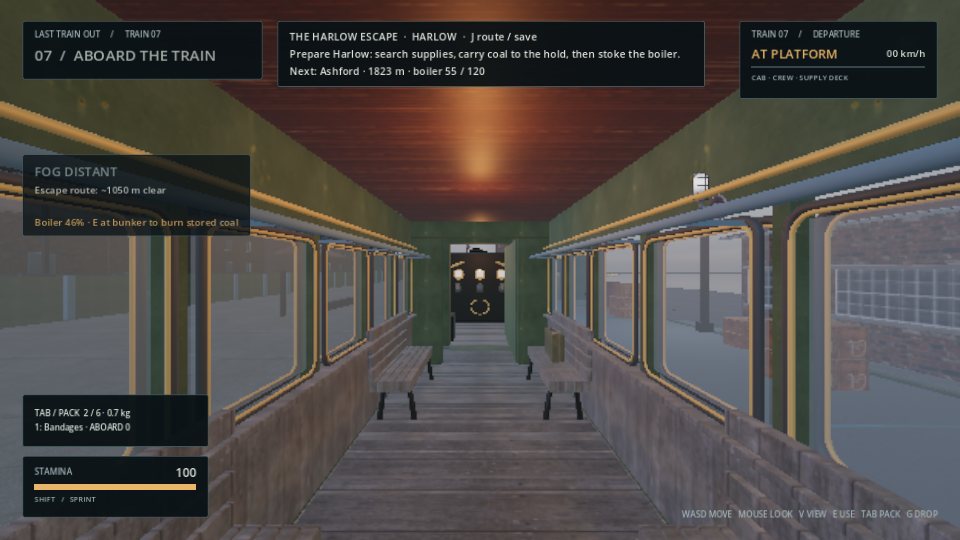 LAST TRAIN OUT / TRAIN 07
07 / ABOARD THE TRAIN
THE HARLOW ESCAPE · HARLOW · J route / save
Prepare Harlow: search supplies, carry coal to the hold, then stoke the boiler.
Next: Ashford · 1823 m · boiler 55 / 120
TRAIN 07 / DEPARTURE
AT PLATFORM 00 km/h
CAB · CREW · SUPPLY DECK
FOG DISTANT
Escape route: ~1050 m clear
Boiler 46% · E at bunker to burn stored coal
TAB / PACK 2 / 6 · 0.7 kg
1: Bandages · ABOARD 0
STAMINA 100
SHIFT / SPRINT
WASD MOVE MOUSE LOOK V VIEW E USE TAB PACK G DROP